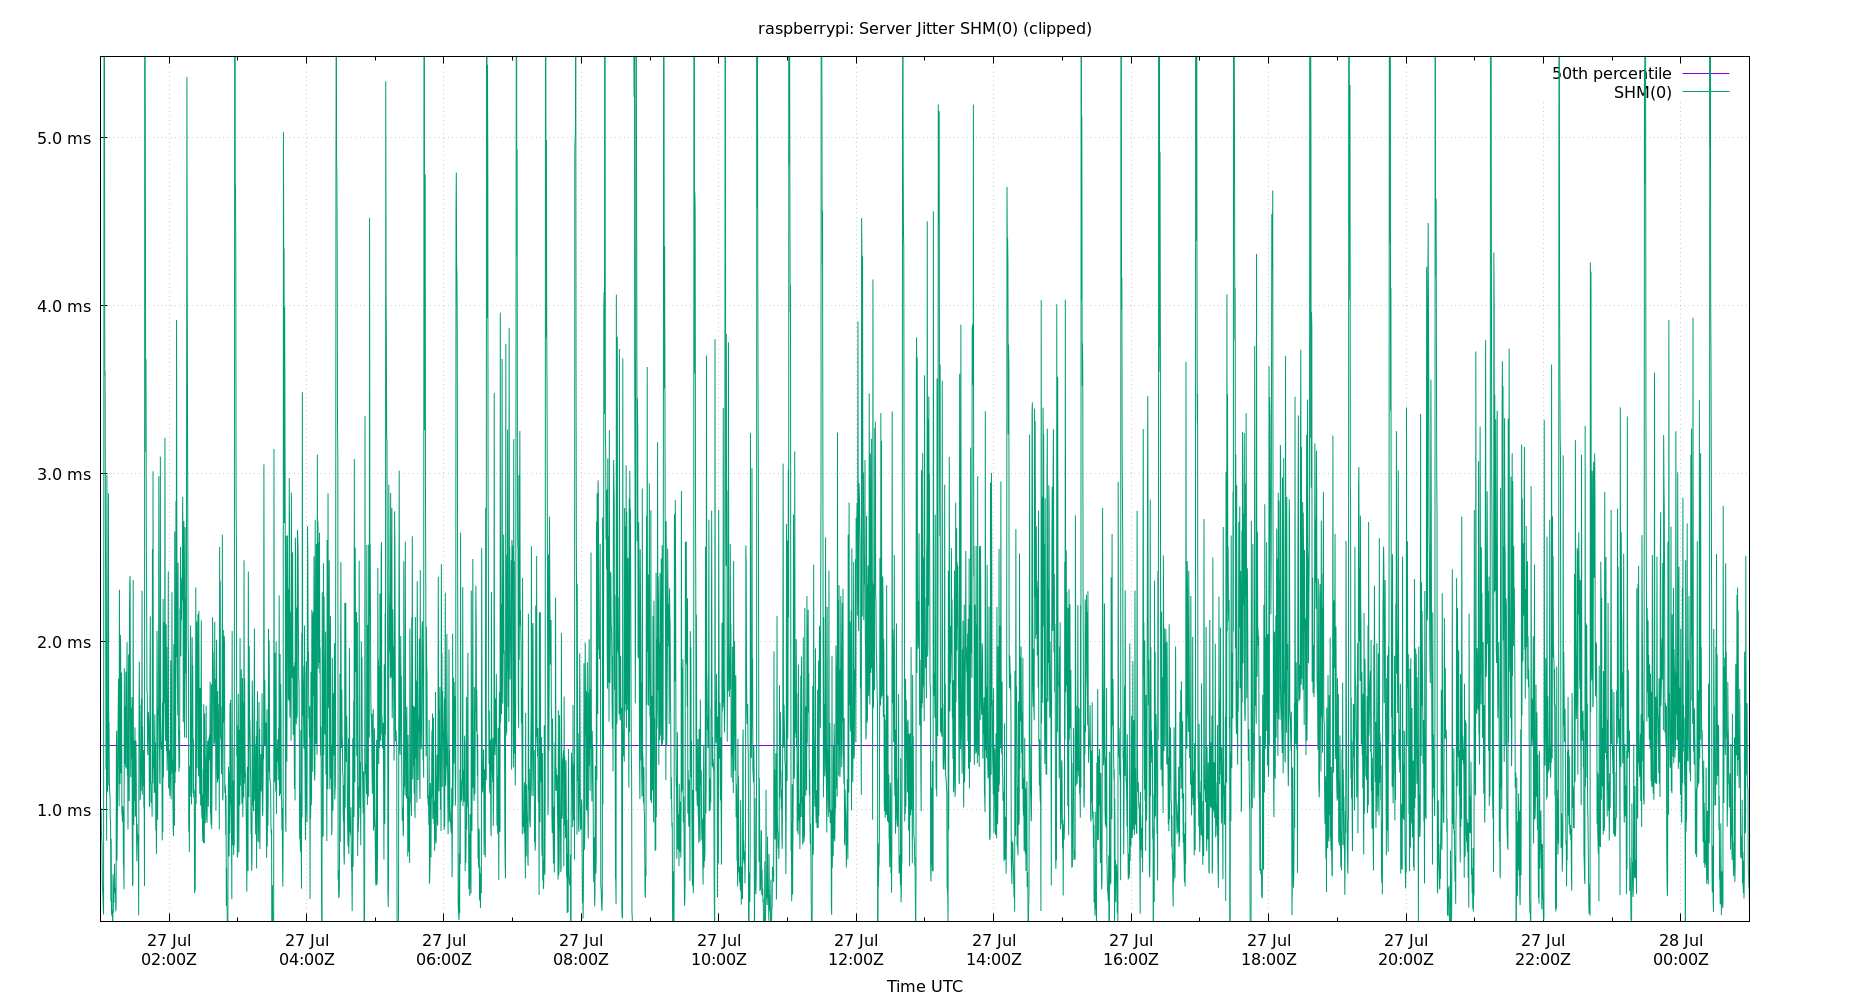 raspberrypi: Server Jitter SHM(0) (clipped)
50th percentile
SHM(0)
5.0 ms
4.0 ms
3.0 ms
2.0 ms
1.0 ms
27 Jul 27 Jul 27 Jul 27 Jul 27 Jul 27 Jul 27 Jul 27 Jul 27 Jul 27 Jul 27 Jul 28 Jul
02:00Z 04:00Z 06:00Z 08:00Z 10:00Z 12:00Z 14:00Z 16:00Z 18:00Z 20:00Z 22:00Z 00:00Z
Time UTC